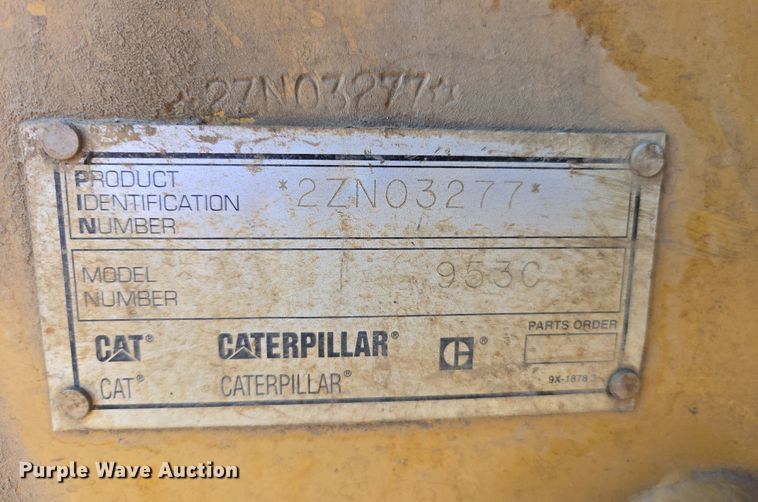 *2ZN03277*
PRODUCT
IDENTIFICATION
NUMBER
*2ZN03277*
MODEL
NUMBER
953C
CAT® CATERPILLAR® ®
CAT® CATERPILLAR®
PARTS ORDER
9X-1878 3
Purple Wave Auction